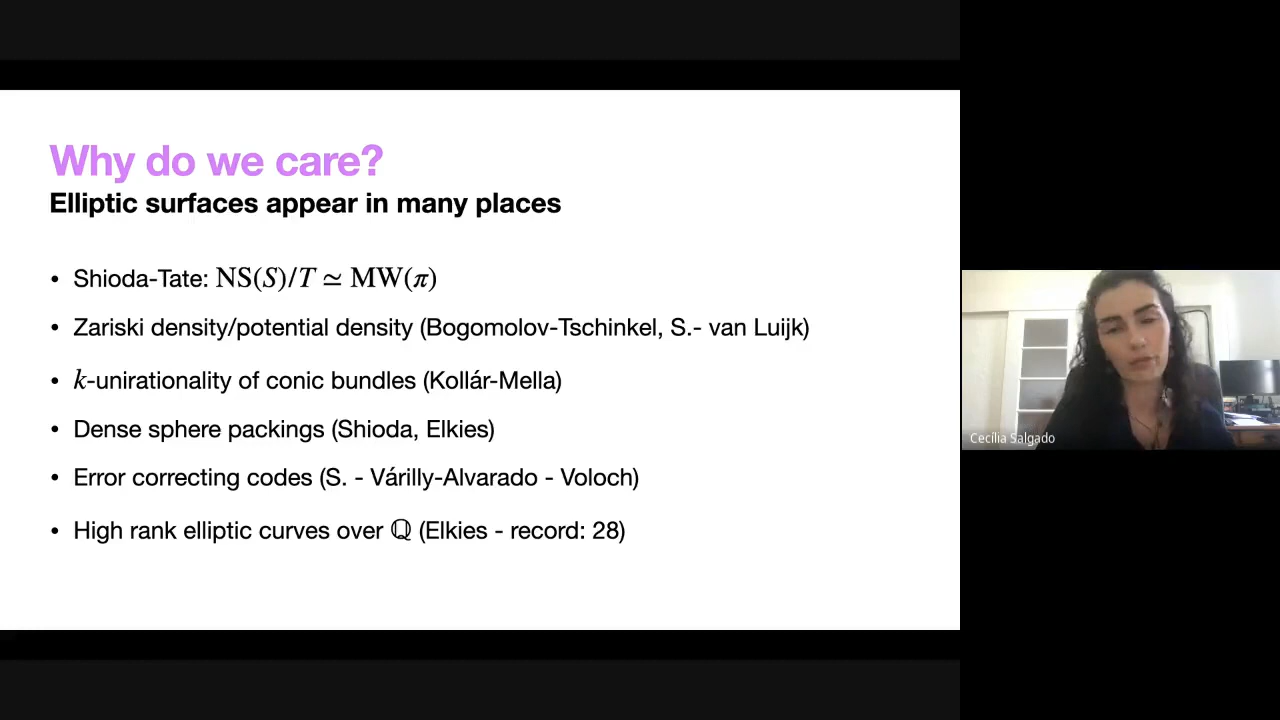 Why do we care?
Elliptic surfaces appear in many places
• Shioda-Tate: NS(S)/T ≃ MW(π)
• Zariski density/potential density (Bogomolov-Tschinkel, S.- van Luijk)
• k-unirationality of conic bundles (Kollár-Mella)
• Dense sphere packings (Shioda, Elkies)
• Error correcting codes (S. - Várilly-Alvarado - Voloch)
• High rank elliptic curves over ℚ (Elkies - record: 28)
Cecília Salgado